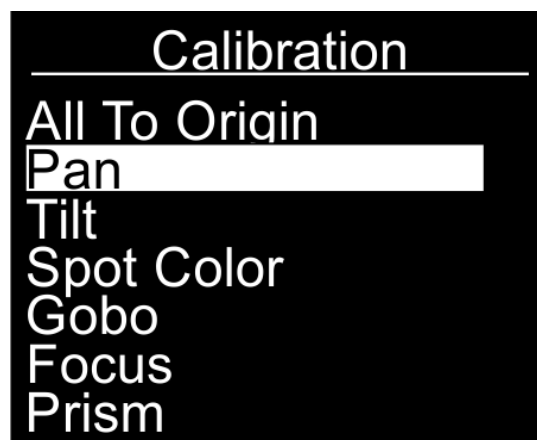 Calibration
All To Origin
Pan
Tilt
Spot Color
Gobo
Focus
Prism